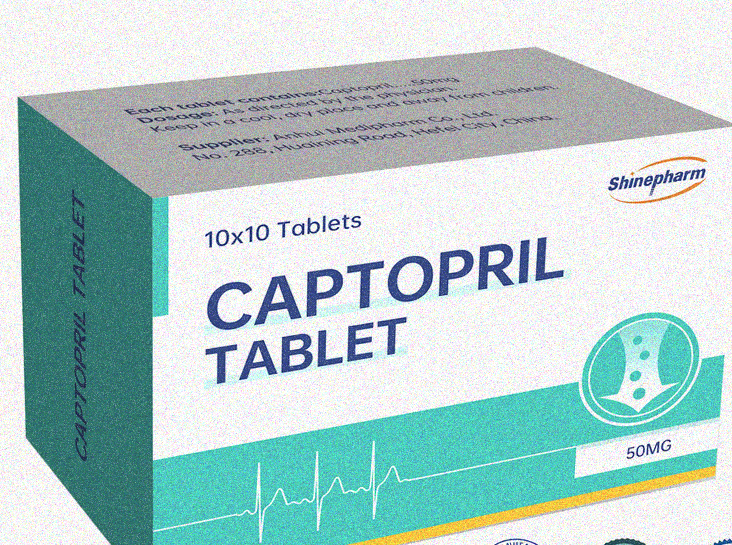 Each tablet contains:Captopril...50mg
Dosage: As directed by the physician.
Keep in a cool, dry place and away from children.
Supplier: Anhui Medipharm Co., Ltd.
No. 288, Huaining Road, Hefei City, China.
Shinepharm
10x10 Tablets
CAPTOPRIL
TABLET
50MG
CAPTOPRIL TABLET